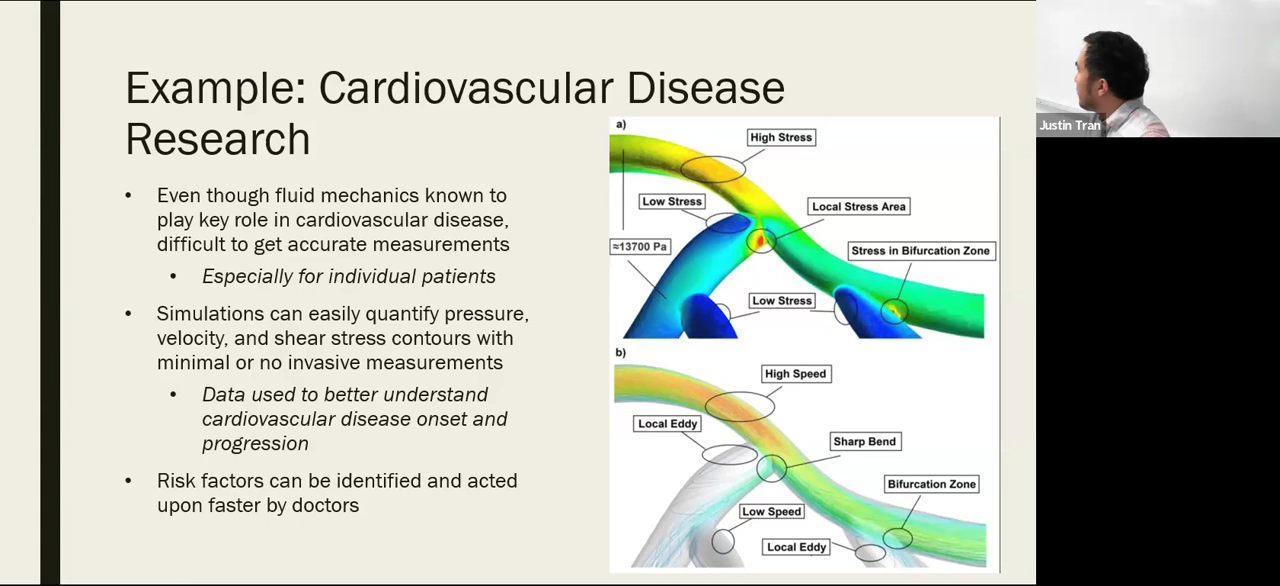 Example: Cardiovascular Disease
Research
• Even though fluid mechanics known to
play key role in cardiovascular disease,
difficult to get accurate measurements
• Especially for individual patients
• Simulations can easily quantify pressure,
velocity, and shear stress contours with
minimal or no invasive measurements
• Data used to better understand
cardiovascular disease onset and
progression
• Risk factors can be identified and acted
upon faster by doctors
a)
High Stress
Low Stress
Local Stress Area
≈13700 Pa
Stress in Bifurcation Zone
Low Stress
b)
High Speed
Local Eddy
Sharp Bend
Bifurcation Zone
Low Speed
Local Eddy
Justin Tran